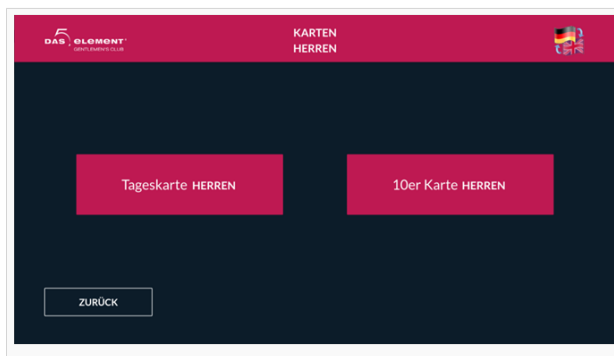 5
DAS element
GENTLEMEN'S CLUB
KARTEN
HERREN
Tageskarte HERREN
10er Karte HERREN
ZURÜCK